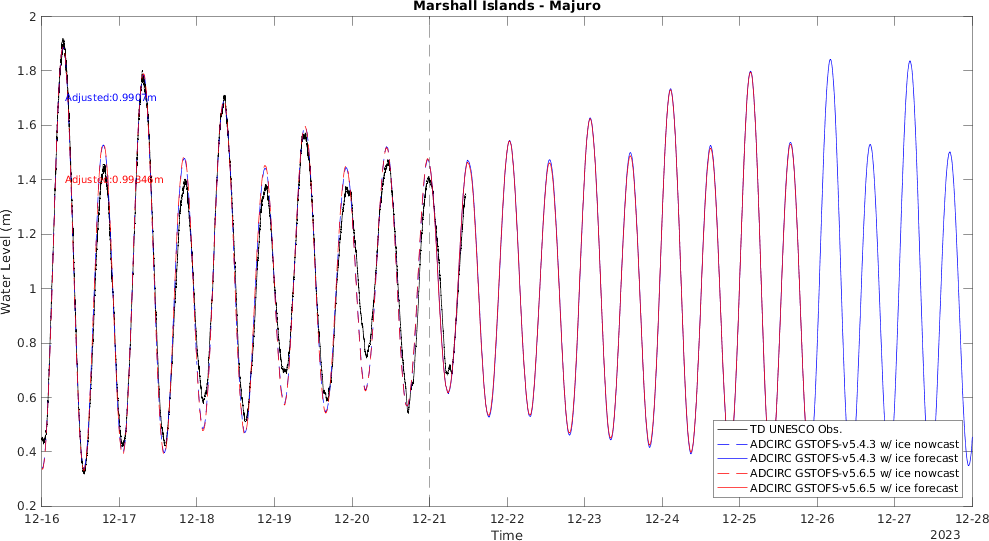 Marshall Islands - Majuro
2
1.8
1.6
1.4
1.2
1
0.8
0.6
0.4
0.2
Water Level (m)
Adjusted:0.9907m
Adjusted:0.99346m
TD UNESCO Obs.
ADCIRC GSTOFS-v5.4.3 w/ ice nowcast
ADCIRC GSTOFS-v5.4.3 w/ ice forecast
ADCIRC GSTOFS-v5.6.5 w/ ice nowcast
ADCIRC GSTOFS-v5.6.5 w/ ice forecast
12-16 12-17 12-18 12-19 12-20 12-21 12-22 12-23 12-24 12-25 12-26 12-27 12-28
Time
2023